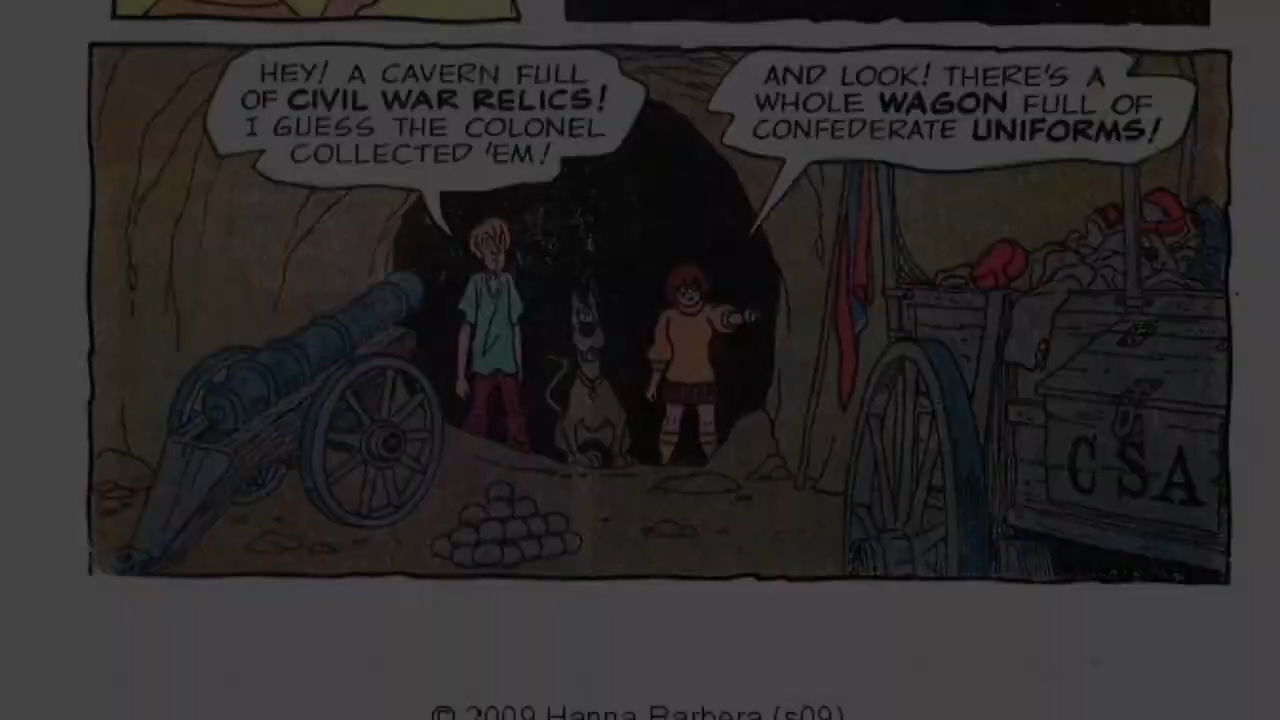 HEY! A CAVERN FULL
OF CIVIL WAR RELICS!
I GUESS THE COLONEL
COLLECTED 'EM!
AND LOOK! THERE'S A
WHOLE WAGON FULL OF
CONFEDERATE UNIFORMS!
CSA
© 2009 Hanna Barbera (s09)